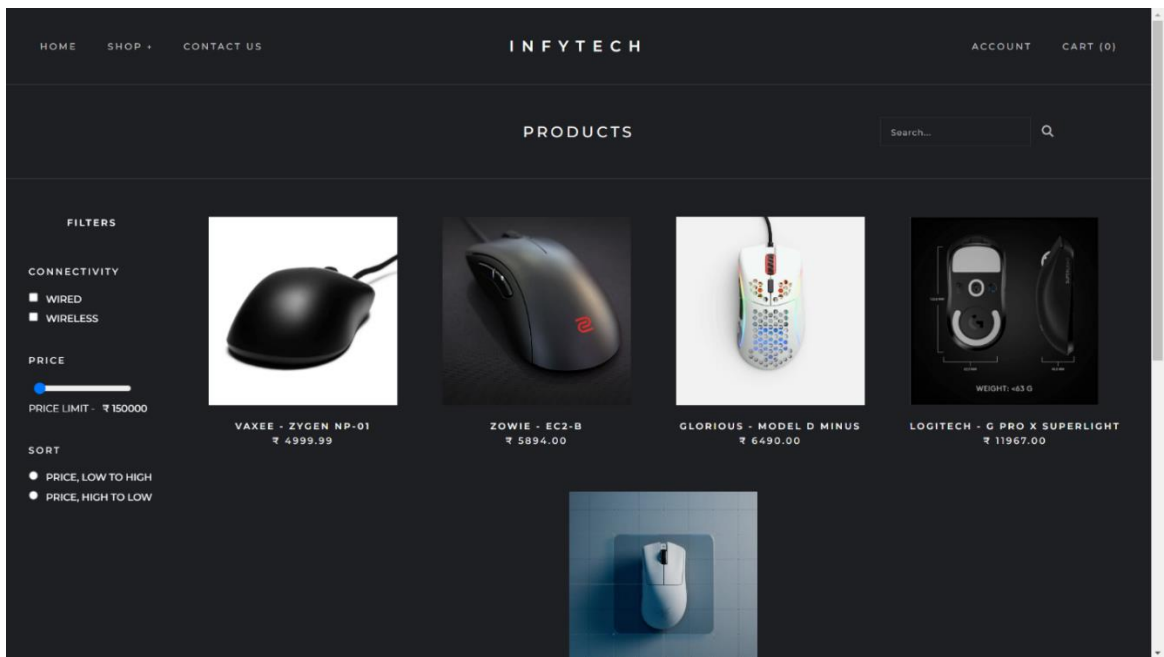 HOME SHOP + CONTACT US INFYTECH ACCOUNT CART (0)
PRODUCTS Search...
FILTERS
CONNECTIVITY
WIRED
WIRELESS
PRICE
PRICE LIMIT - ₹ 150000
SORT
PRICE, LOW TO HIGH
PRICE, HIGH TO LOW
WEIGHT: <63 G
VAXEE - ZYGEN NP-01 ZOWIE - EC2-B GLORIOUS - MODEL D MINUS LOGITECH - G PRO X SUPERLIGHT
₹ 4999.99 ₹ 5894.00 ₹ 6490.00 ₹ 11967.00